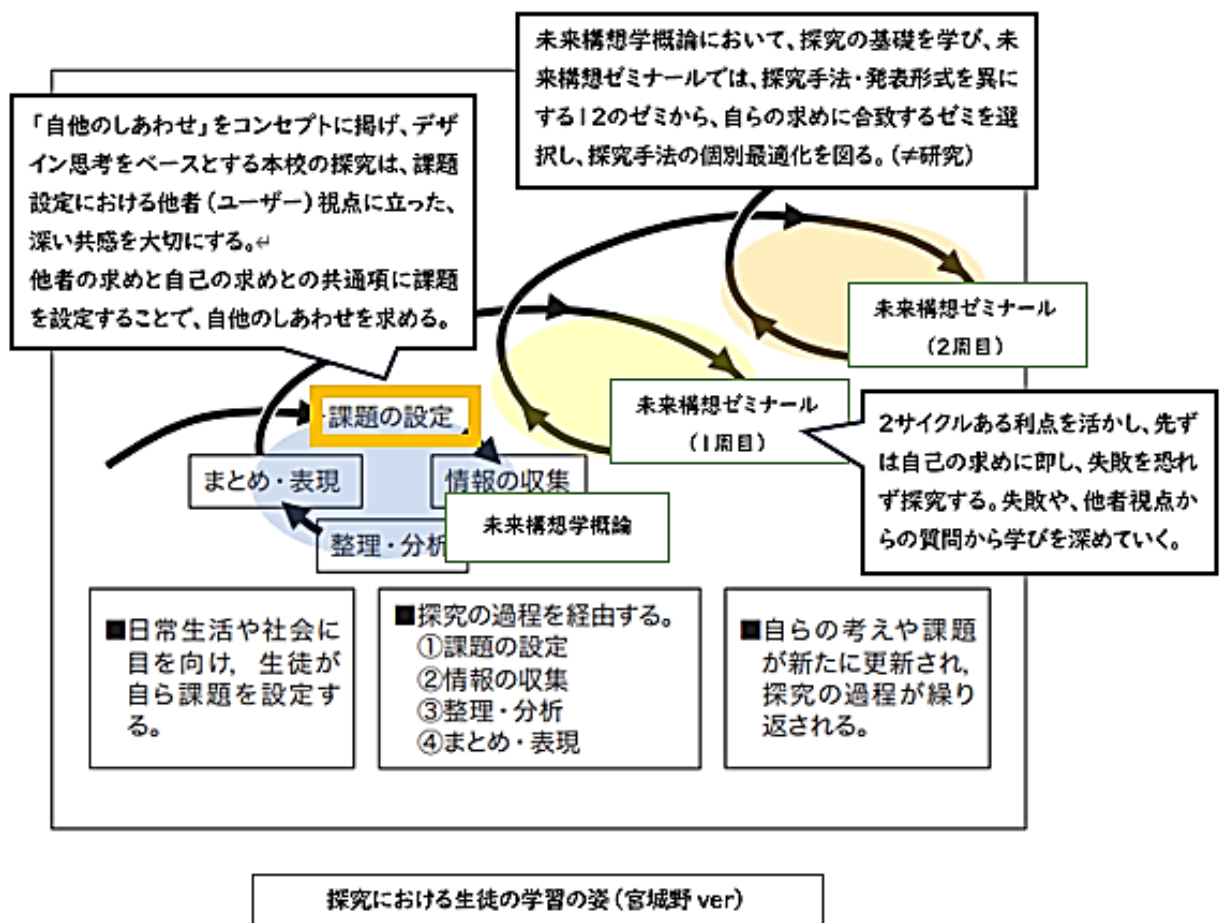 未来構想学概論において、探究の基礎を学び、未
来構想ゼミナールでは、探究手法・発表形式を異に
する12のゼミから、自らの求めに合致するゼミを選
択し、探究手法の個別最適化を図る。(≠研究)
「自他のしあわせ」をコンセプトに掲げ、デザ
イン思考をベースとする本校の探究は、課題
設定における他者(ユーザー)視点に立った、
深い共感を大切にする。↵
他者の求めと自己の求めとの共通項に課題
を設定することで、自他のしあわせを求める。
未来構想ゼミナール
(2周目)
未来構想ゼミナール
(1周目)
2サイクルある利点を活かし、先ず
は自己の求めに即し、失敗を恐れ
ず探究する。失敗や、他者視点か
らの質問から学びを深めていく。
課題の設定
まとめ・表現
情報の収集
整理・分析
未来構想学概論
■日常生活や社会に
目を向け, 生徒が
自ら課題を設定す
る。
■探究の過程を経由する。
①課題の設定
②情報の収集
③整理・分析
④まとめ・表現
■自らの考えや課題
が新たに更新され,
探究の過程が繰り
返される。
探究における生徒の学習の姿(宮城野 ver)